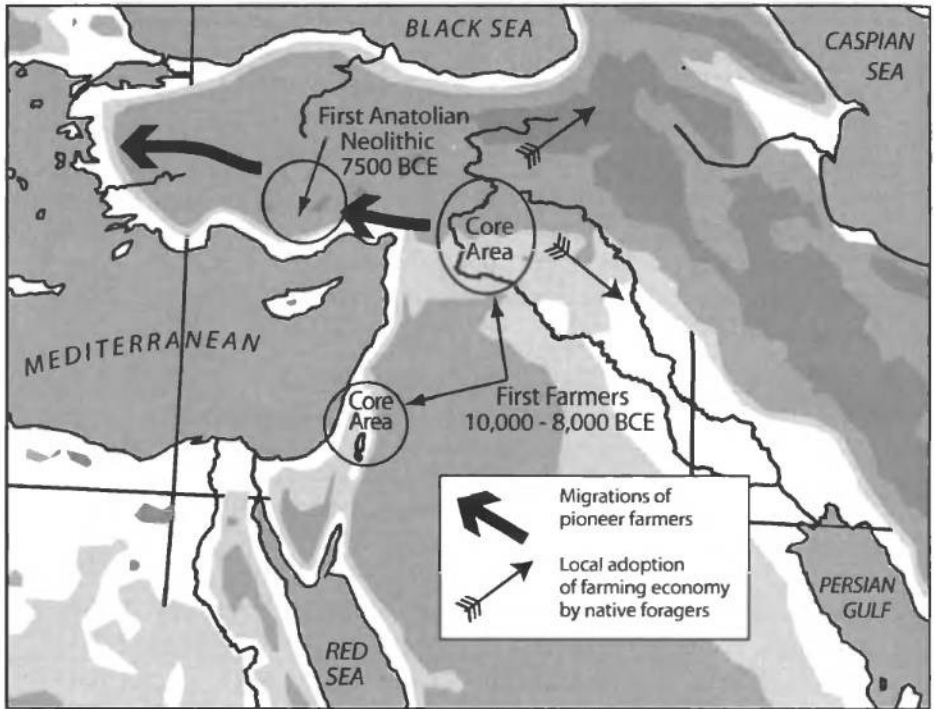 BLACK SEA
CASPIAN
SEA
First Anatolian
Neolithic
7500 BCE
Core
Area
MEDITERRANEAN
Core
Area
First Farmers
10,000 - 8,000 BCE
Migrations of
pioneer farmers
Local adoption
of farming economy
by native foragers
PERSIAN
GULF
RED
SEA